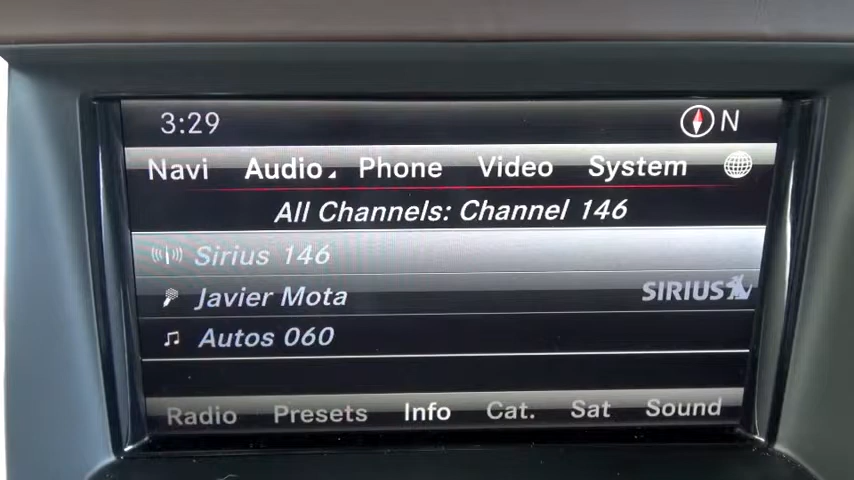 3:29 N
Navi Audio Phone Video System
All Channels: Channel 146
Sirius 146
Javier Mota
SIRIUS
Autos 060
Radio Presets Info Cat. Sat Sound